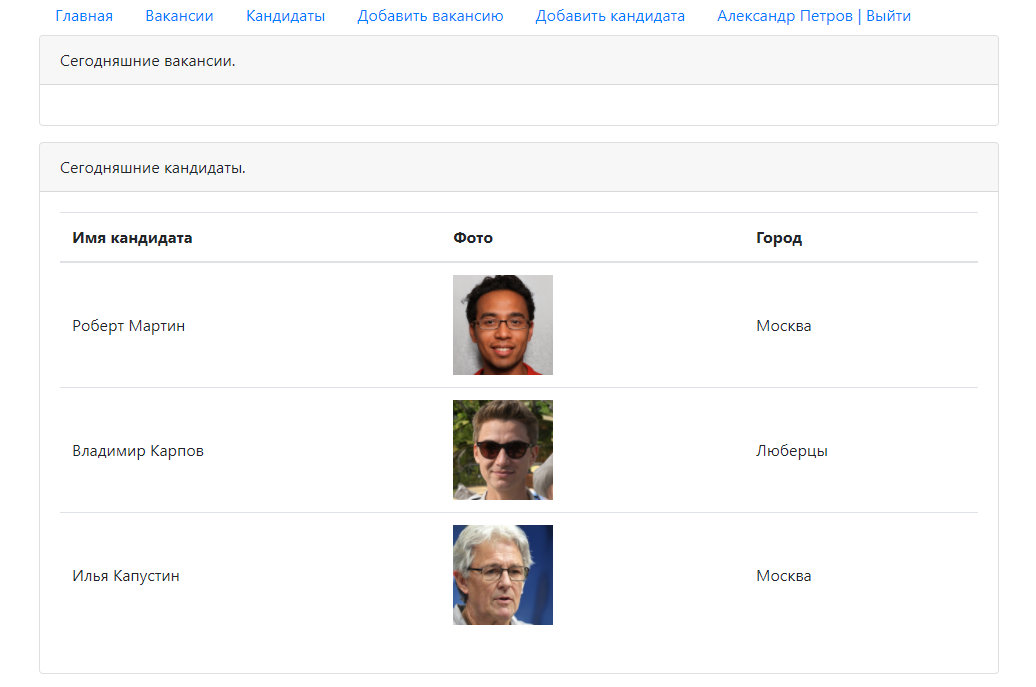 Главная Вакансии Кандидаты Добавить вакансию Добавить кандидата Александр Петров | Выйти
Сегодняшние вакансии.
Сегодняшние кандидаты.
Имя кандидата Фото Город
Роберт Мартин Москва
Владимир Карпов Люберцы
Илья Капустин Москва